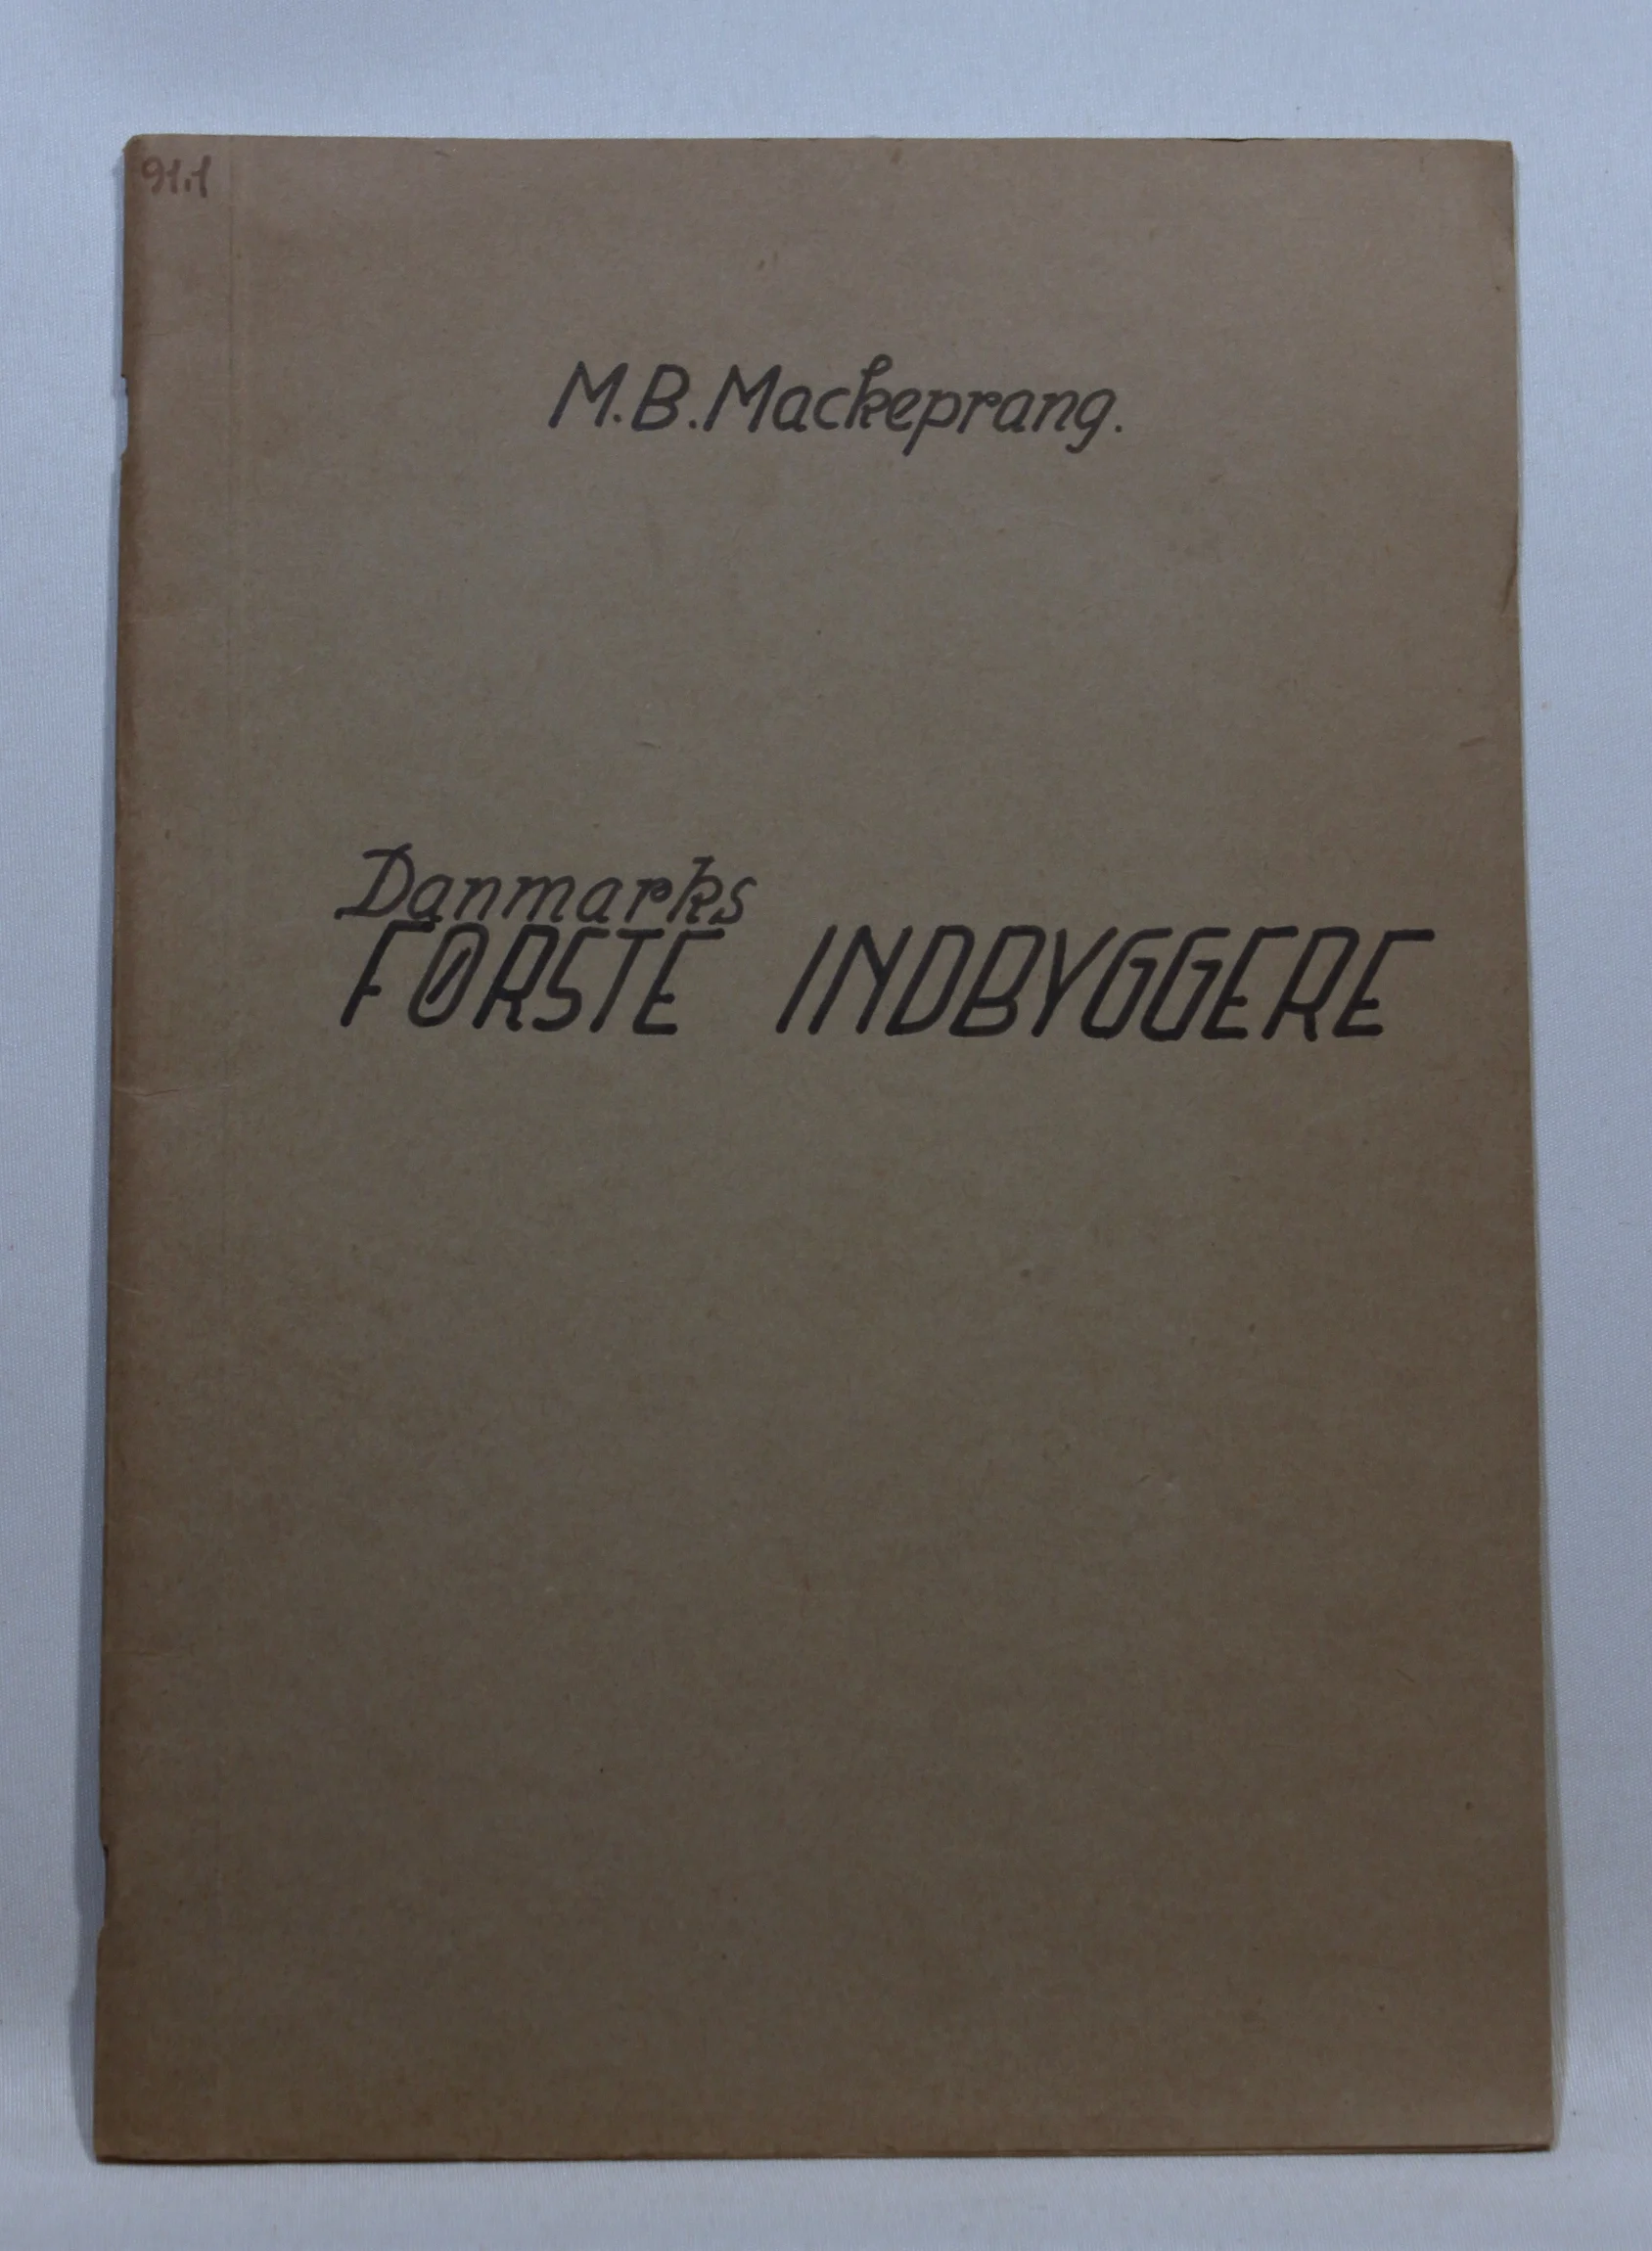 91.1
M.B.Mackeprang.
Danmarks
FØRSTE INDBYGGERE